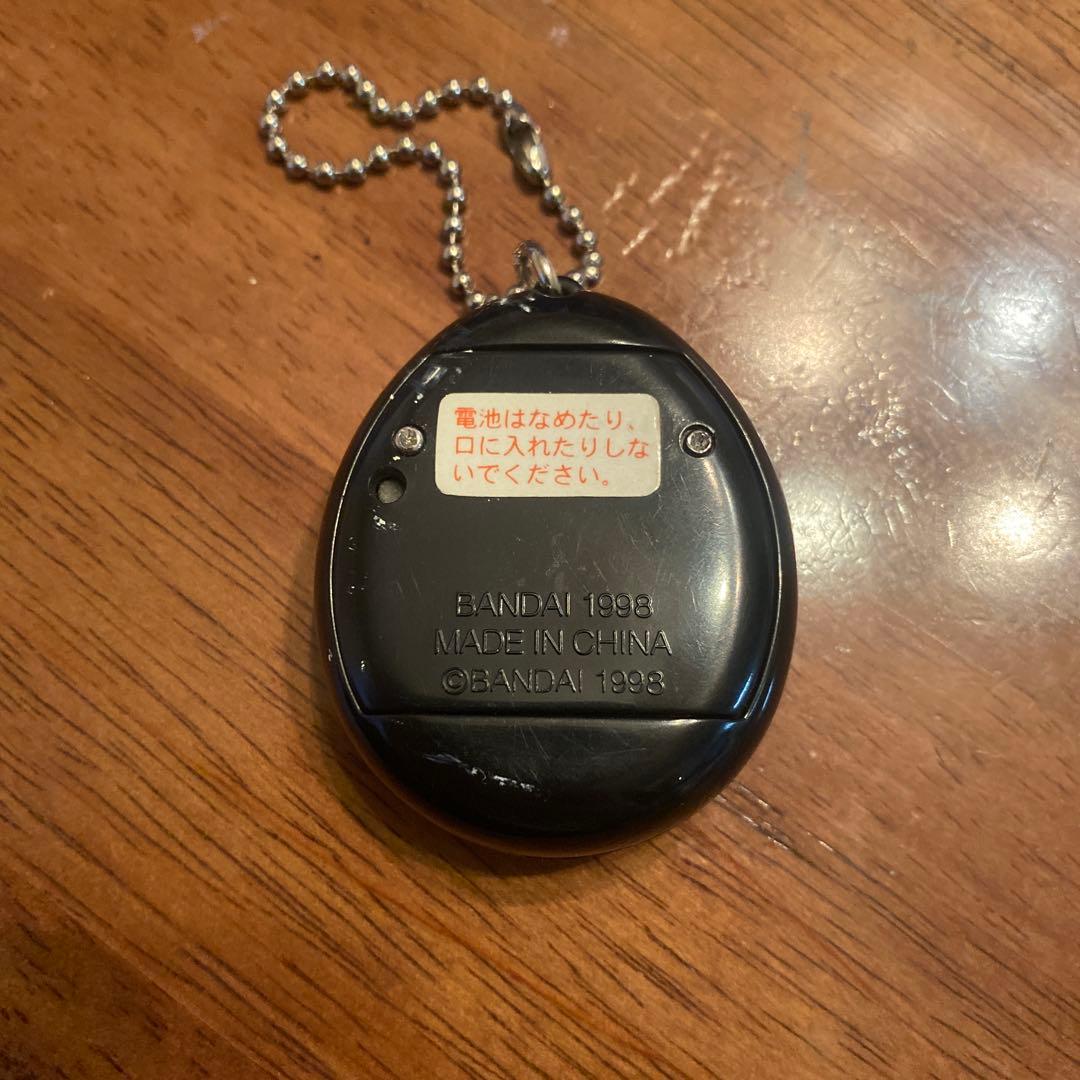 電池はなめたり、
口に入れたりしな
いでください。
BANDAI 1998
MADE IN CHINA
©BANDAI 1998